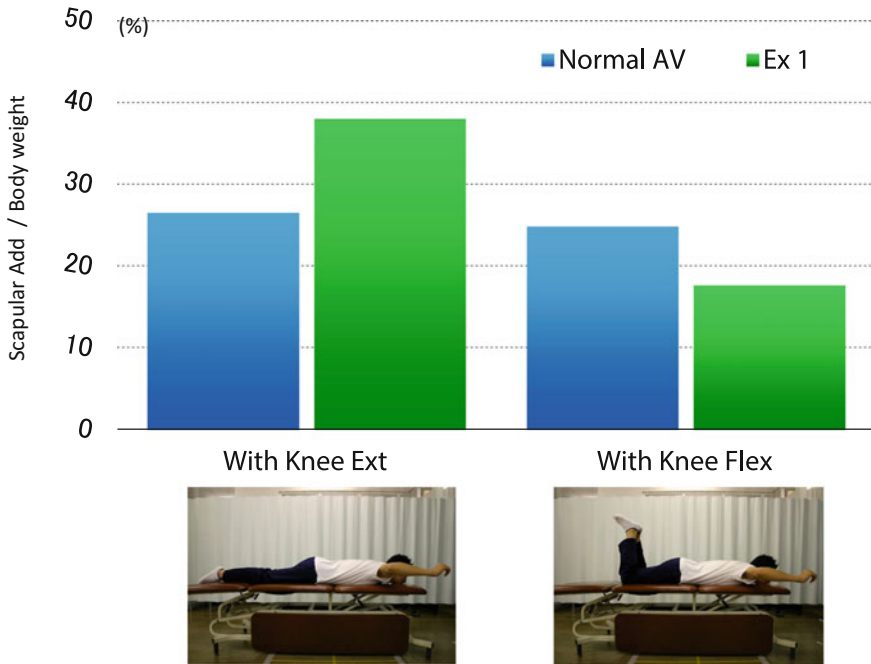 50 (%)
Normal AV Ex 1
40
30
20
10
0
Scapular Add / Body weight
With Knee Ext With Knee Flex